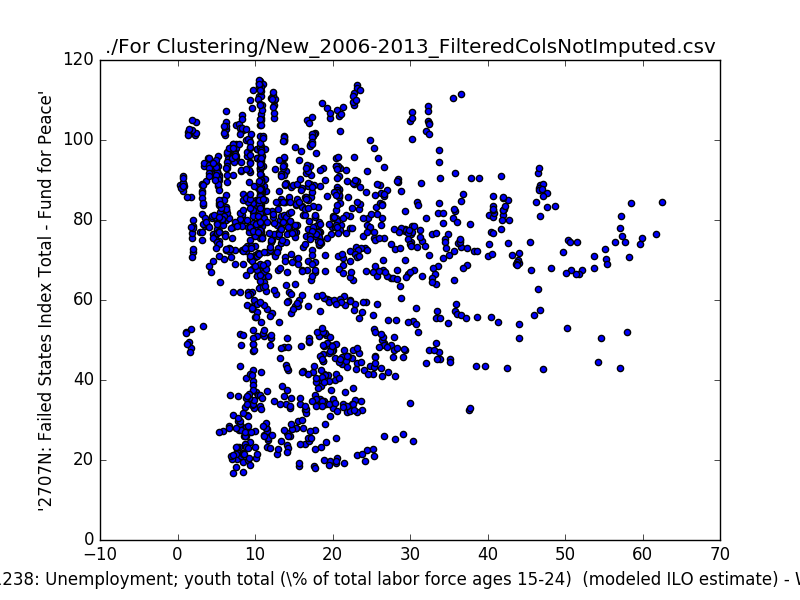 ./For Clustering/New_2006-2013_FilteredColsNotImputed.csv
120
100
80
60
40
20
0
'2707N: Failed States Index Total - Fund for Peace'
−10 0 10 20 30 40 50 60 70
1238: Unemployment; youth total (\% of total labor force ages 15-24) (modeled ILO estimate) -